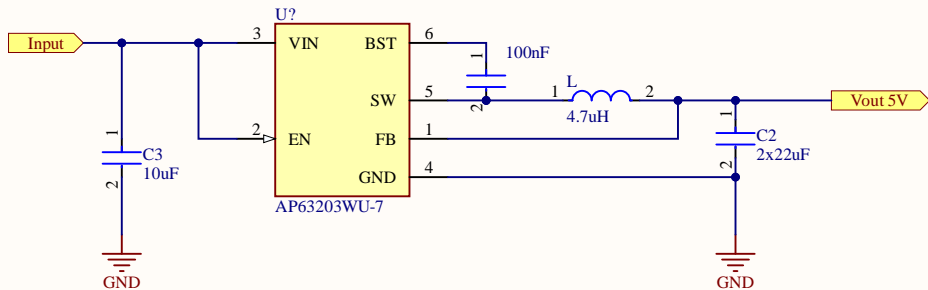 U?
Input
3
VIN
BST
6
1
100nF
2
SW
5
1
L
2
4.7uH
Vout 5V
2
EN
FB
1
1
C2
2x22uF
2
1
C3
10uF
2
GND
4
AP63203WU-7
GND
GND